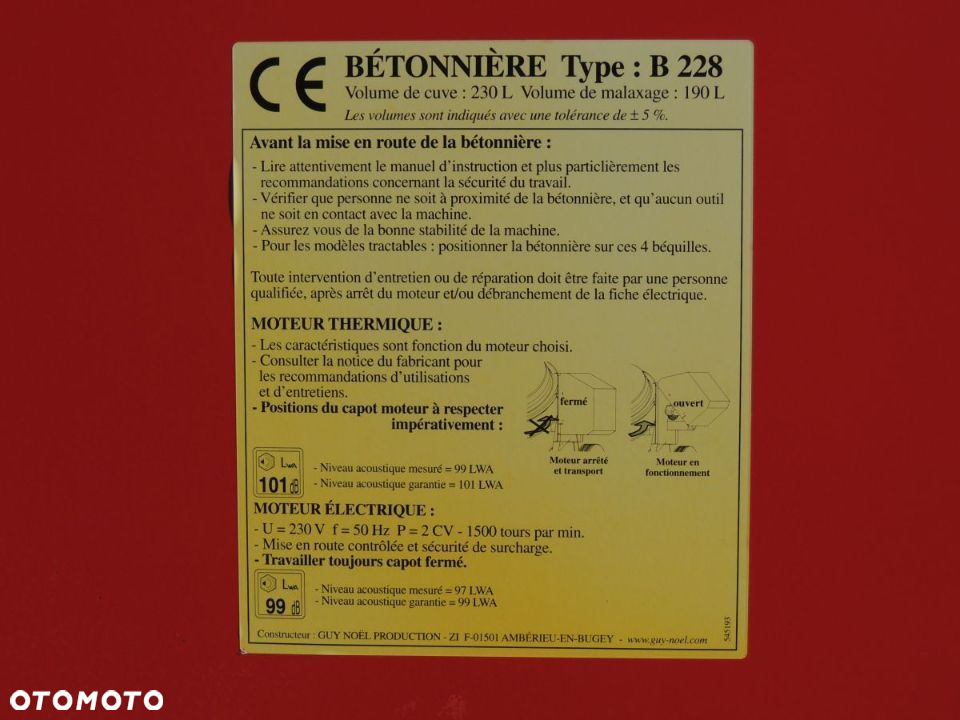 CE
BÉTONNIÈRE Type : B 228
Volume de cuve : 230 L Volume de malaxage : 190 L
Les volumes sont indiqués avec une tolérance de ± 5 %.
Avant la mise en route de la bétonnière :
- Lire attentivement le manuel d'instruction et plus particlièrement les
recommandations concernant la sécurité du travail.
- Vérifier que personne ne soit à proximité de la bétonnière, et qu'aucun outil
ne soit en contact avec la machine.
- Assurez vous de la bonne stabilité de la machine.
- Pour les modèles tractables : positionner la bétonnière sur ces 4 béquilles.
Toute intervention d'entretien ou de réparation doit être faite par une personne
qualifiée, après arrêt du moteur et/ou débranchement de la fiche électrique.
MOTEUR THERMIQUE :
- Les caractéristiques sont fonction du moteur choisi.
- Consulter la notice du fabricant pour
les recommandations d'utilisations
et d'entretiens.
- Positions du capot moteur à respecter
impérativement :
fermé
ouvert
Moteur arrêté
et transport
Moteur en
fonctionnement
LWA
101 dB
- Niveau acoustique mesuré = 99 LWA
- Niveau acoustique garantie = 101 LWA
MOTEUR ÉLECTRIQUE :
- U = 230 V f = 50 Hz P = 2 CV - 1500 tours par min.
- Mise en route contrôlée et sécurité de surcharge.
- Travailler toujours capot fermé.
LWA
99 dB
- Niveau acoustique mesuré = 97 LWA
- Niveau acoustique garantie = 99 LWA
Constructeur : GUY NOËL PRODUCTION - ZI F-01501 AMBÉRIEU-EN-BUGEY - www.guy-noel.com
545193
OTOMOTO